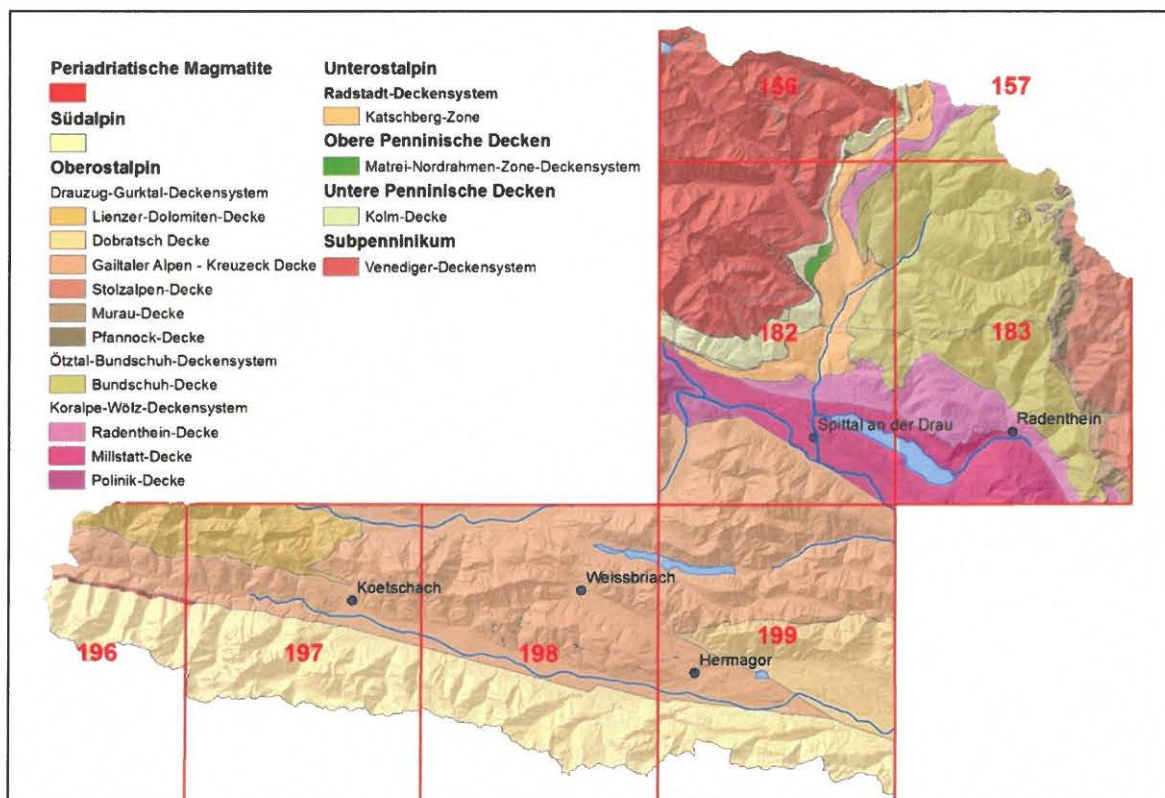 Periadriatische Magmatite
Südalpin
Oberostalpin
Drauzug-Gurktal-Deckensystem
Lienzer-Dolomiten-Decke
Dobratsch Decke
Gailtaler Alpen - Kreuzeck Decke
Stolzalpen-Decke
Murau-Decke
Pfannock-Decke
Ötztal-Bundschuh-Deckensystem
Bundschuh-Decke
Koralpe-Wölz-Deckensystem
Radenthein-Decke
Millstatt-Decke
Polinik-Decke
Unterostalpin
Radstadt-Deckensystem
Katschberg-Zone
Obere Penninische Decken
Matrei-Nordrahmen-Zone-Deckensystem
Untere Penninische Decken
Kolm-Decke
Subpenninikum
Venediger-Deckensystem
156
157
182
183
Radenthein
Spittal an der Drau
Weissbriach
Koetschach
199
196
197
198
Hermagor